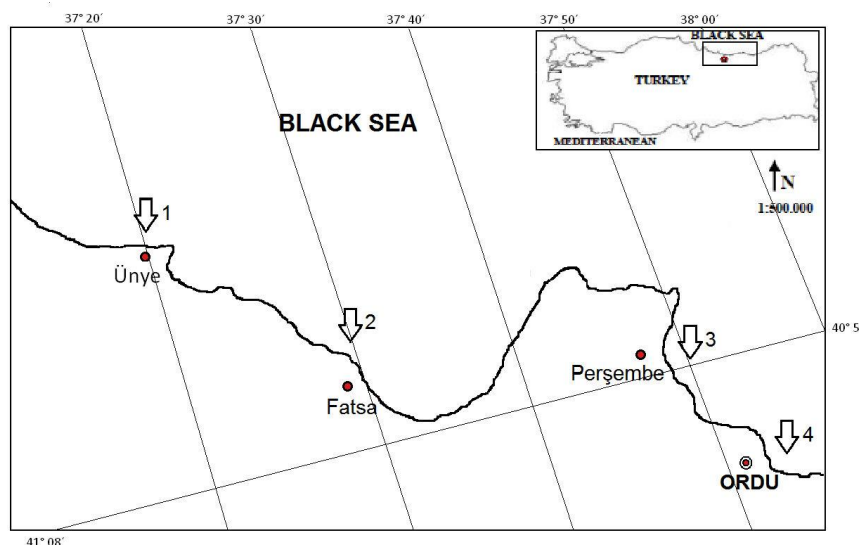 37° 20′ 37° 30′ 37° 40′ 37° 50′ 38° 00′
BLACK SEA
TURKEY
MEDITERRANEAN
BLACK SEA
N
1:500.000
1
Ünye
2
Fatsa
3
Perşembe
40° 5
4
ORDU
41° 08′